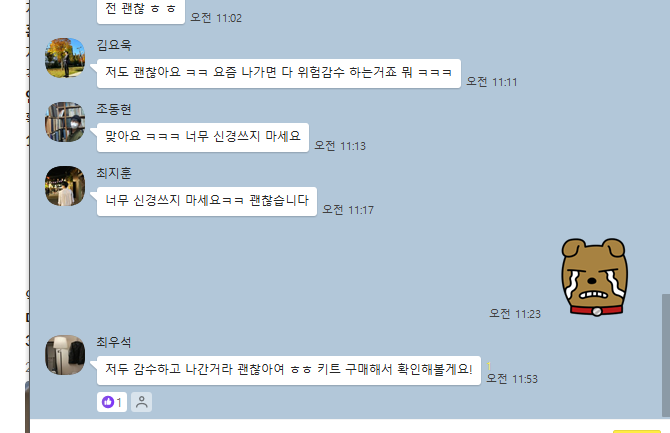 전 괜찮 ㅎ ㅎ
오전 11:02
김요욱
저도 괜찮아요 ㅋㅋ 요즘 나가면 다 위험감수 하는거죠 뭐 ㅋㅋㅋ
오전 11:11
조동현
맞아요 ㅋㅋㅋ 너무 신경쓰지 마세요
오전 11:13
최지훈
너무 신경쓰지 마세요ㅋㅋ 괜찮습니다
오전 11:17
오전 11:23
최우석
저두 감수하고 나간거라 괜찮아여 ㅎㅎ 키트 구매해서 확인해볼게요!
1
오전 11:53
1